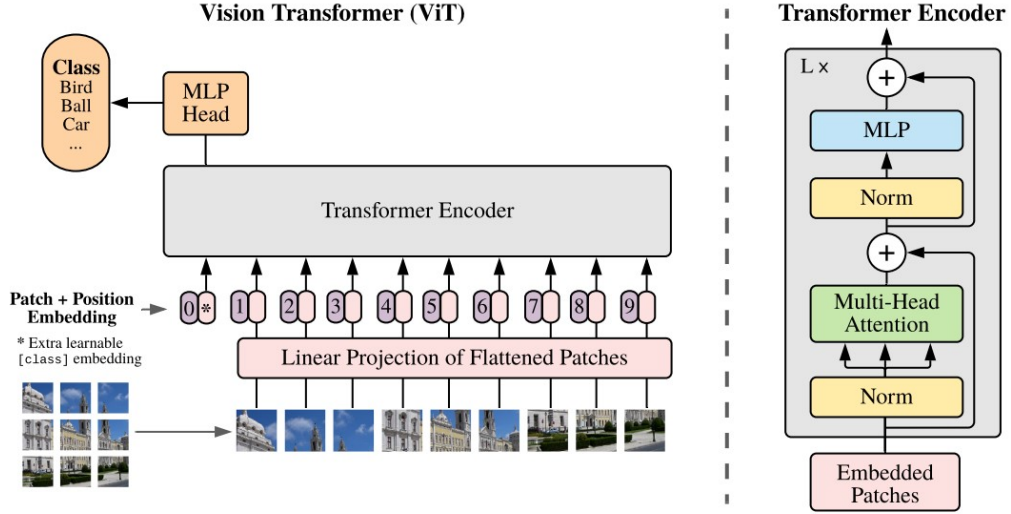 Vision Transformer (ViT)
Class
Bird
Ball
Car
...
MLP
Head
Transformer Encoder
Patch + Position
Embedding
0 * 1 2 3 4 5 6 7 8 9
* Extra learnable
[class] embedding
Linear Projection of Flattened Patches
Transformer Encoder
L ×
+
MLP
Norm
+
Multi-Head
Attention
Norm
Embedded
Patches